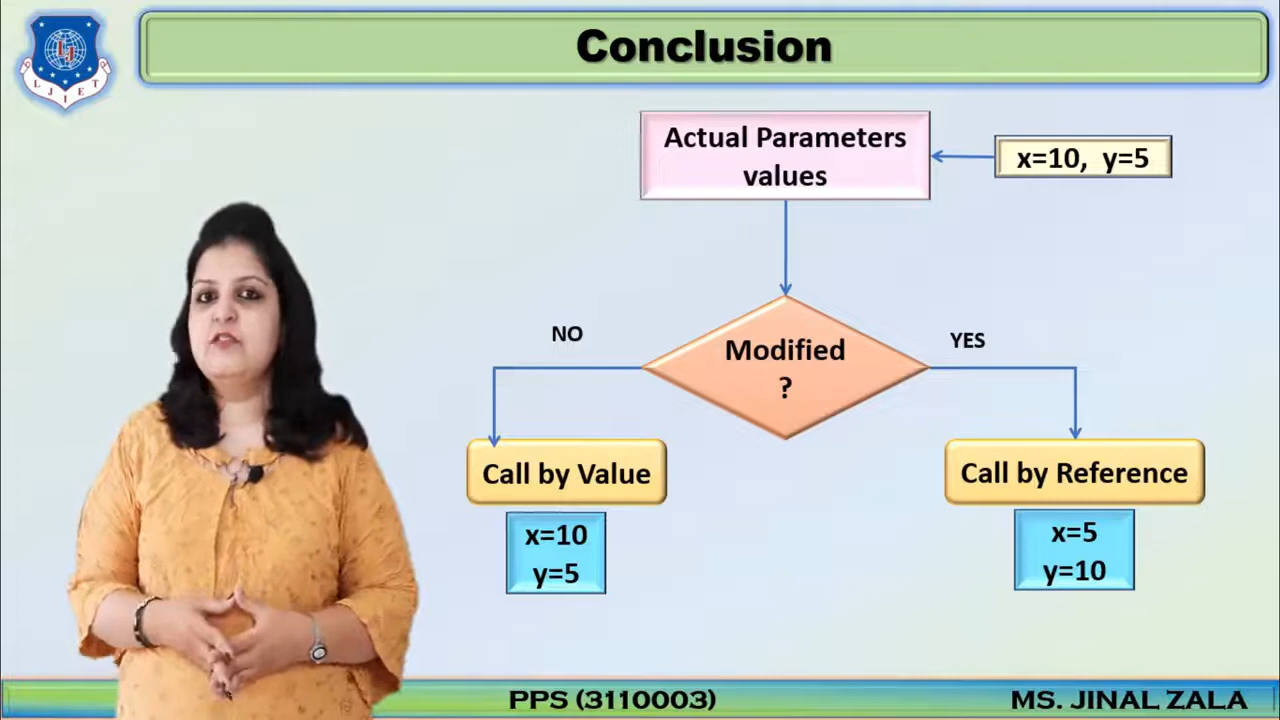 LJIET
Conclusion
Actual Parameters
values
x=10, y=5
Modified
?
NO
YES
Call by Value
x=10
y=5
Call by Reference
x=5
y=10
PPS (3110003)
MS. JINAL ZALA